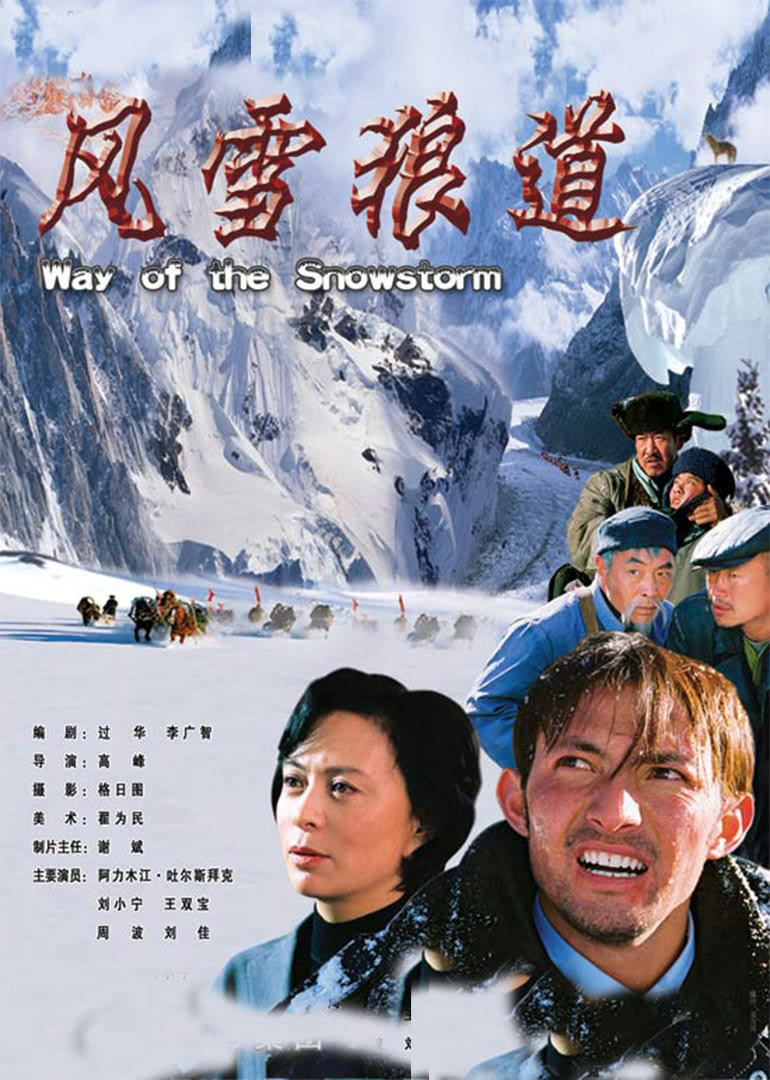 风雪狼道
Way of the Snowstorm
编 剧：过 华 李广智
导 演：高 峰
摄 影：格日图
美 术：翟为民
制片主任：谢 斌
主要演员：阿力木江·吐尔斯拜克
刘小宁 王双宝
周 波 刘 佳